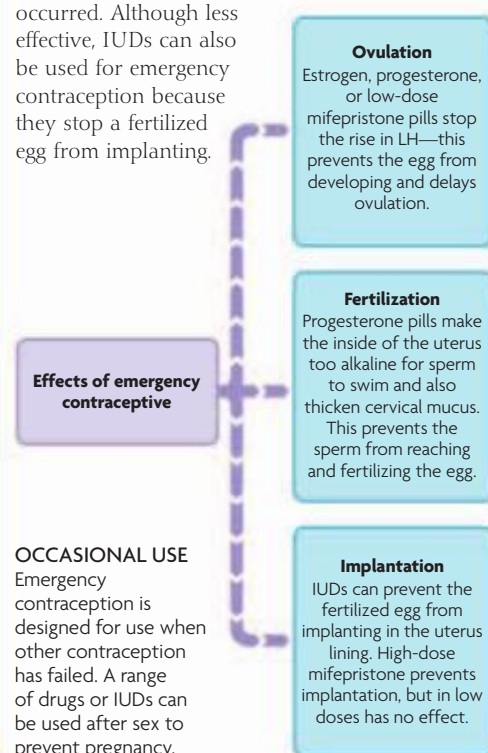 occurred. Although less
effective, IUDs can also
be used for emergency
contraception because
they stop a fertilized
egg from implanting.
Ovulation
Estrogen, progesterone,
or low-dose
mifepristone pills stop
the rise in LH—this
prevents the egg from
developing and delays
ovulation.
Effects of emergency
contraceptive
Fertilization
Progesterone pills make
the inside of the uterus
too alkaline for sperm
to swim and also
thicken cervical mucus.
This prevents the
sperm from reaching
and fertilizing the egg.
Implantation
IUDs can prevent the
fertilized egg from
implanting in the uterus
lining. High-dose
mifepristone prevents
implantation, but in low
doses has no effect.
OCCASIONAL USE
Emergency
contraception is
designed for use when
other contraception
has failed. A range
of drugs or IUDs can
be used after sex to
prevent pregnancy.